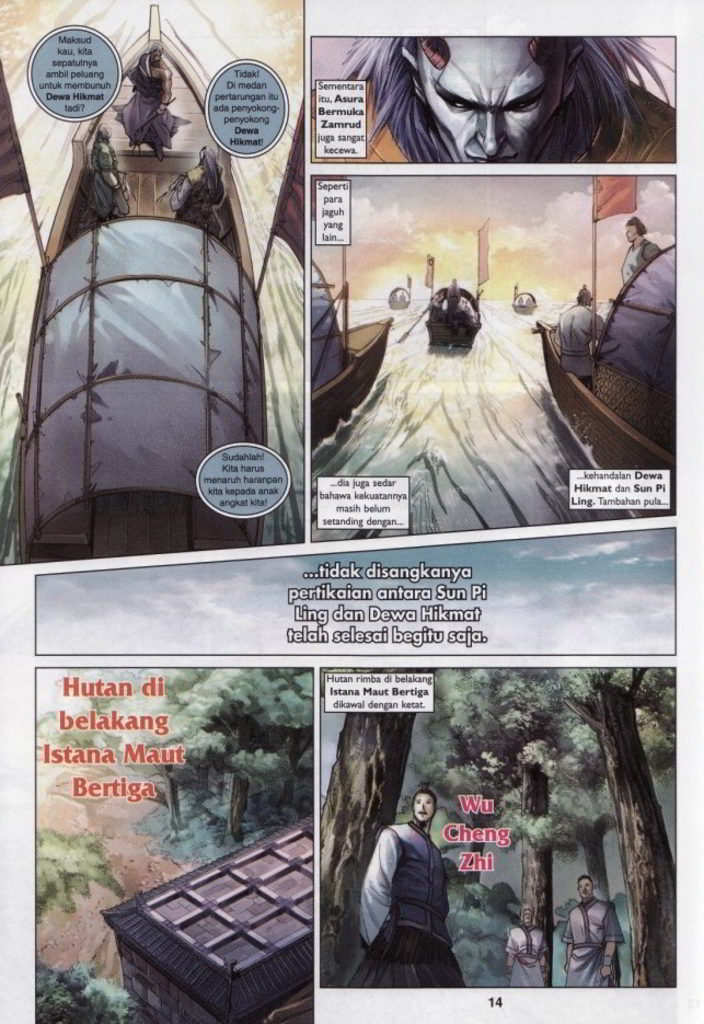 Maksud
kau, kita
sepatutnya
ambil peluang
untuk membunuh
Dewa Hikmat
tadi?
Tidak!
Di medan
pertarungan itu
ada penyokong-
penyokong
Dewa
Hikmat!
Sudahlah!
Kita harus
menaruh haranpan
kita kepada anak
angkat kita!
Sementara
itu, Asura
Bermuka
Zamrud
juga sangat
kecewa.
Seperti
para
jaguh
yang
lain...
...dia juga sedar
bahawa kekuatannya
masih belum
setanding dengan...
...kehandalan Dewa
Hikmat dan Sun Pi
Ling. Tambahan pula...
...tidak disangkanya
pertikaian antara Sun Pi
Ling dan Dewa Hikmat
telah selesai begitu saja.
Hutan di
belakang
Istana Maut
Bertiga
Hutan rimba di belakang
Istana Maut Bertiga
dikawal dengan ketat.
Wu
Cheng
Zhi
14